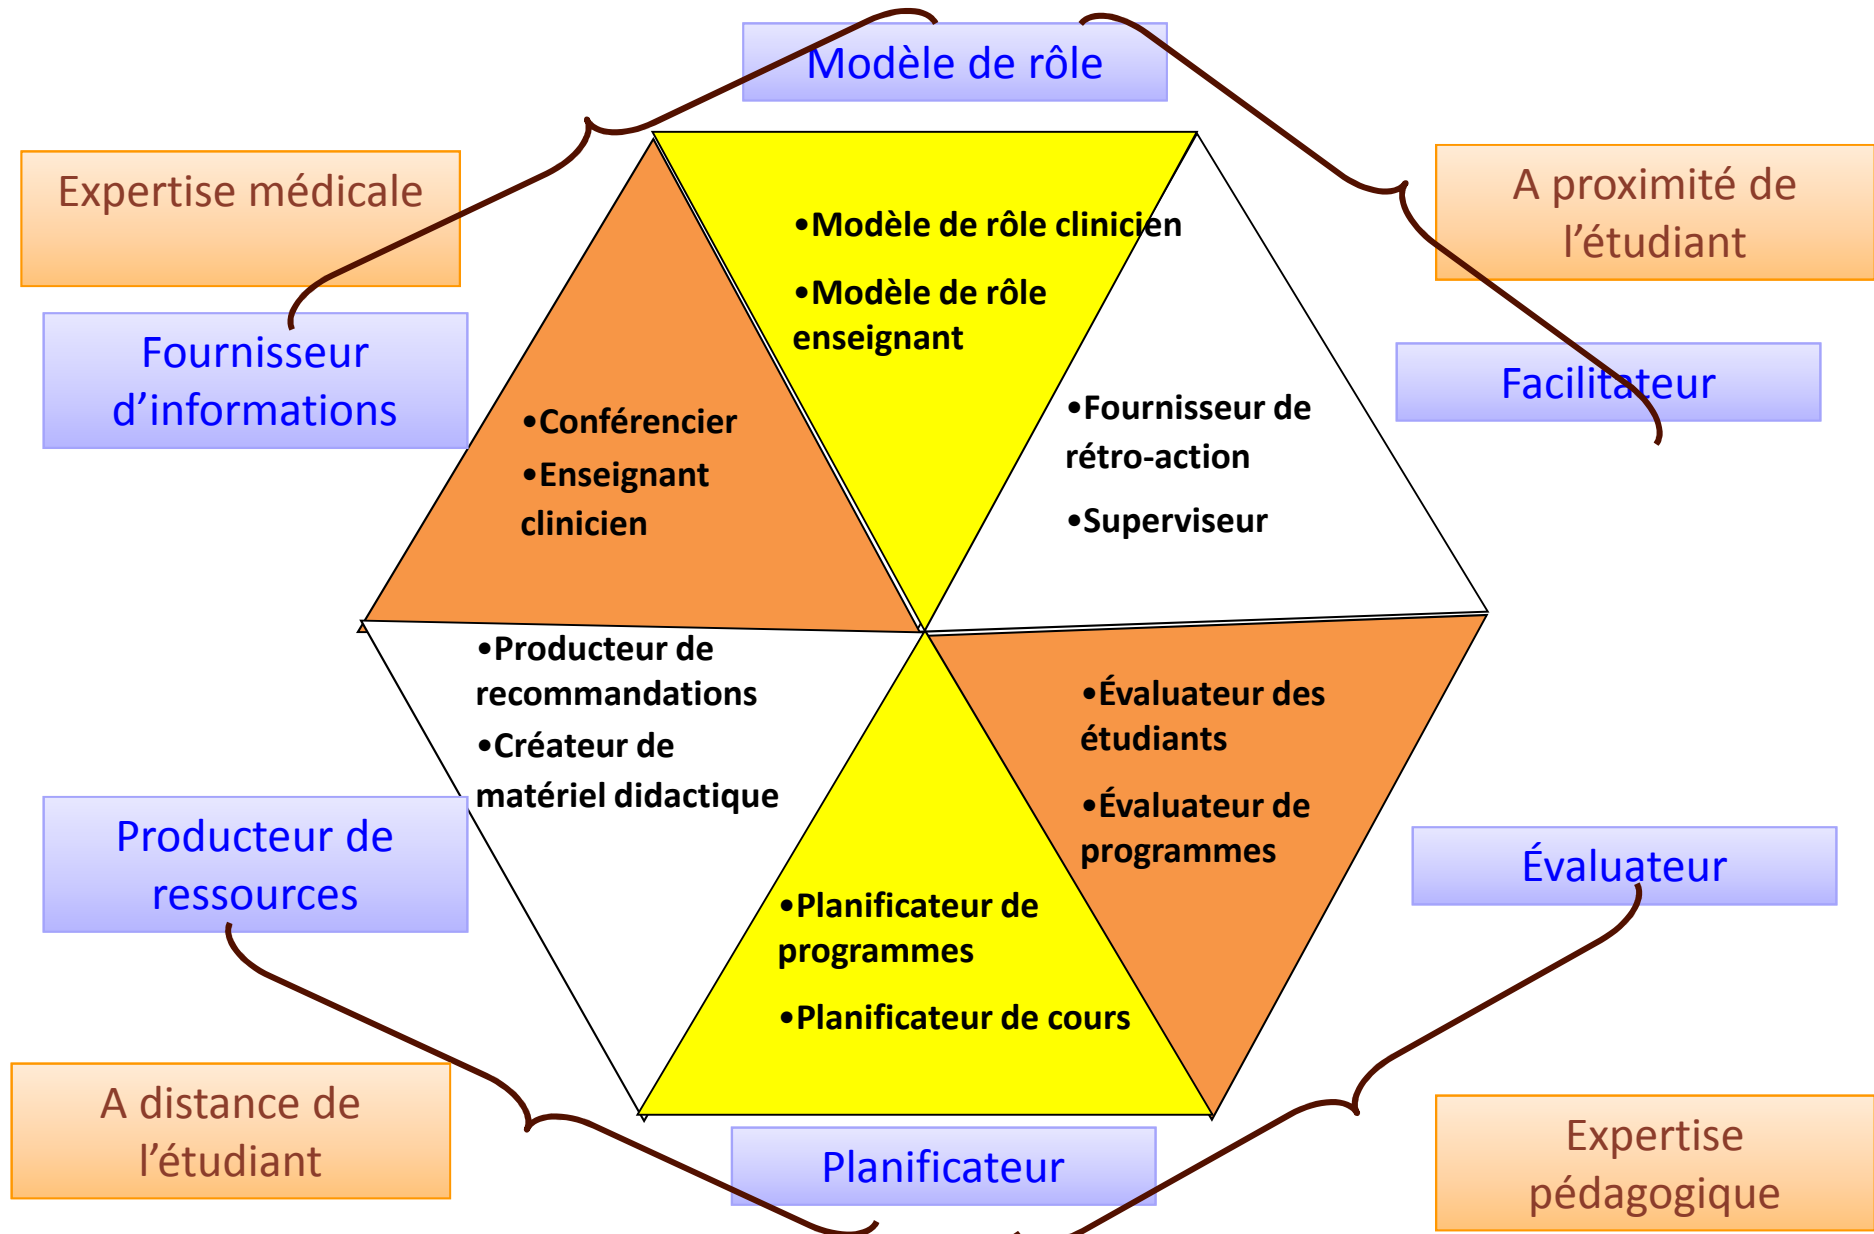 Modèle de rôle
Expertise médicale
A proximité de
l’étudiant
•Modèle de rôle clinicien
•Modèle de rôle
enseignant
Fournisseur
d’informations
Facilitateur
•Conférencier
•Enseignant
clinicien
•Fournisseur de
rétro-action
•Superviseur
•Producteur de
recommandations
•Créateur de
matériel didactique
•Évaluateur des
étudiants
•Évaluateur de
programmes
Producteur de
ressources
Évaluateur
•Planificateur de
programmes
•Planificateur de cours
A distance de
l’étudiant
Planificateur
Expertise
pédagogique